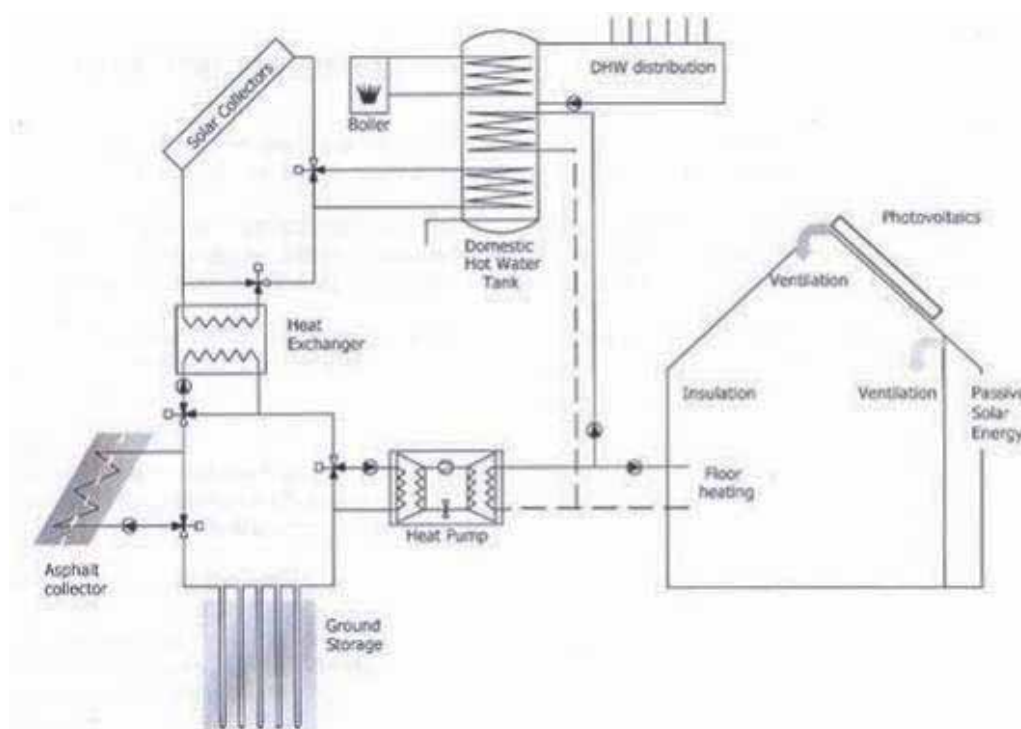 Solar Collectors
Boiler
DHW distribution
Domestic
Hot Water
Tank
Photovoltaics
Ventilation
Heat
Exchanger
Insulation
Ventilation
Passive
Solar
Energy
Floor
heating
Heat Pump
Asphalt
collector
Ground
Storage